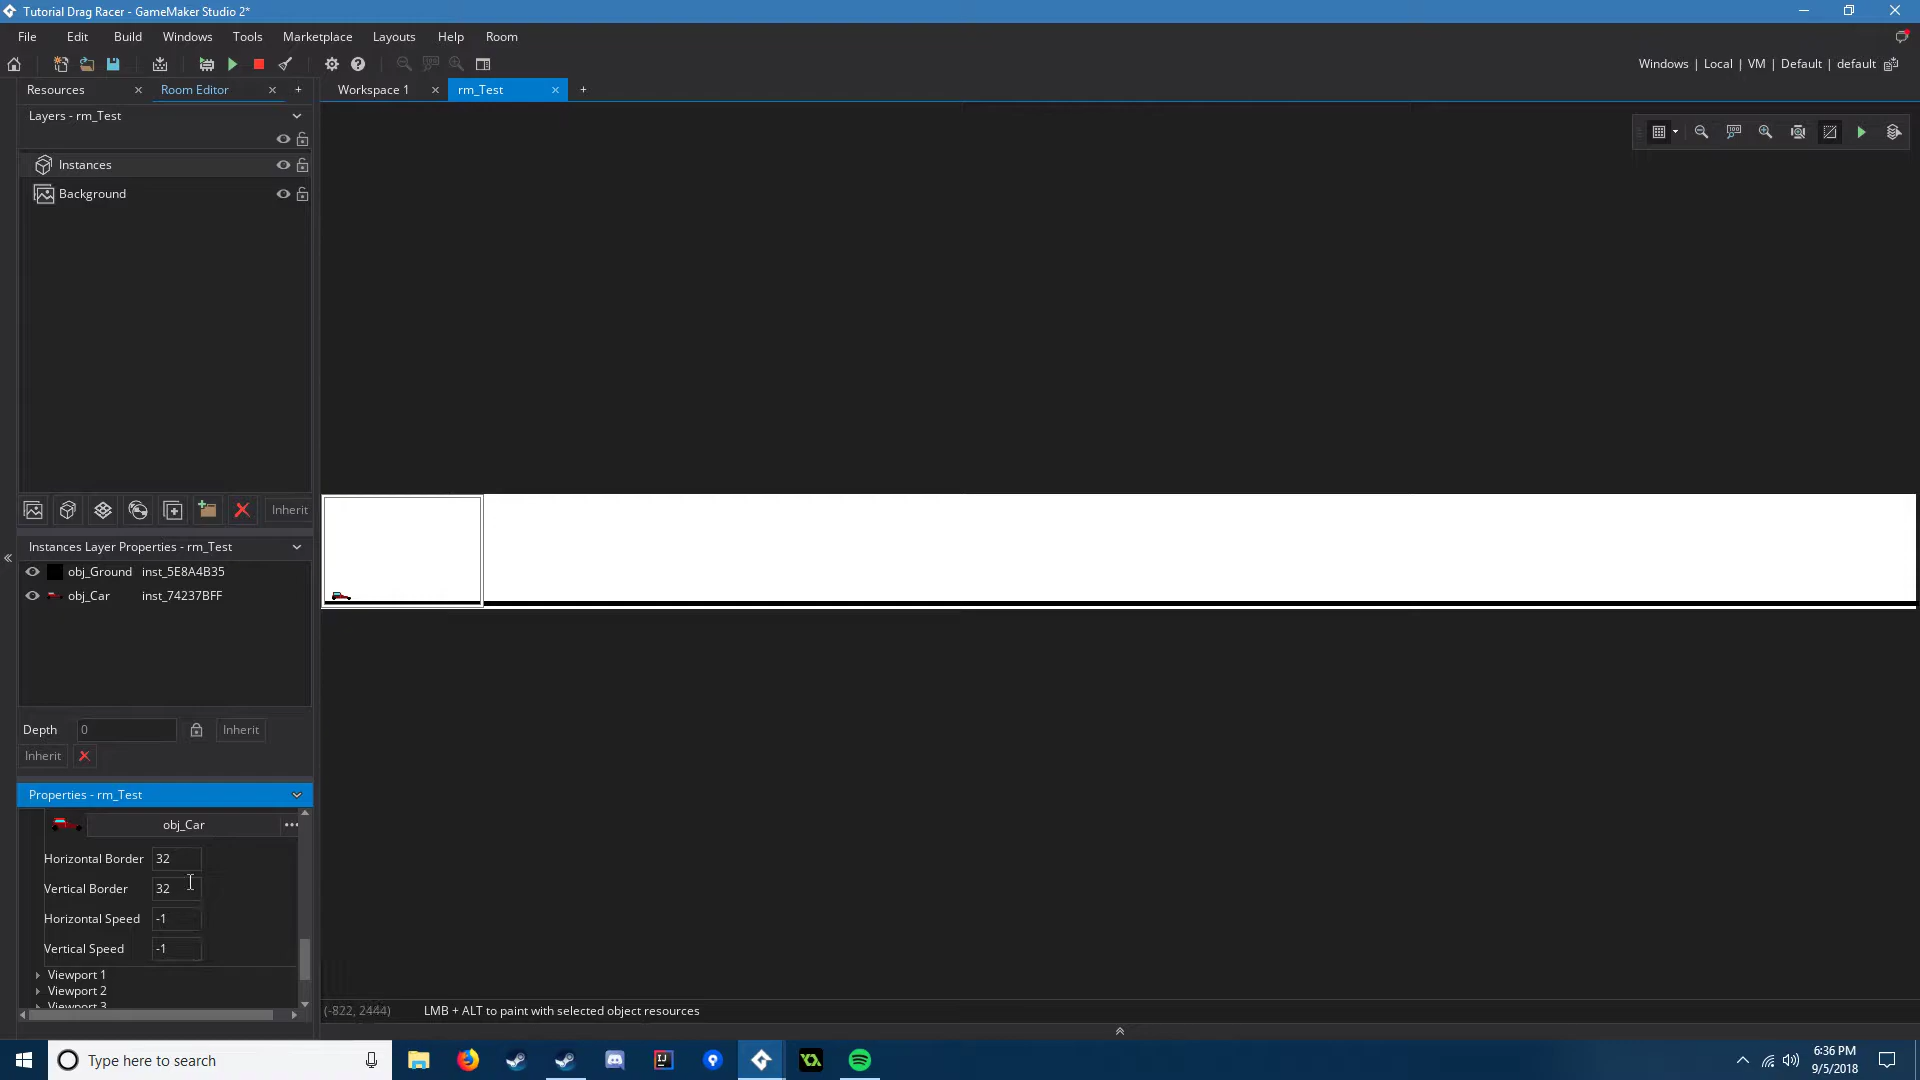 Tutorial Drag Racer - GameMaker Studio 2*
File Edit Build Windows Tools Marketplace Layouts Help Room
Windows | Local | VM | Default | default
Resources Room Editor
Workspace 1 rm_Test
Layers - rm_Test
Instances
Background
Inherit
Instances Layer Properties - rm_Test
obj_Ground inst_5E8A4B35
obj_Car inst_74237BFF
Depth 0 Inherit
Inherit
Properties - rm_Test
obj_Car
Horizontal Border 32
Vertical Border 32
Horizontal Speed -1
Vertical Speed -1
Viewport 1
Viewport 2
Viewport 3
(-822, 2444) LMB + ALT to paint with selected object resources
Type here to search
6:36 PM
9/5/2018